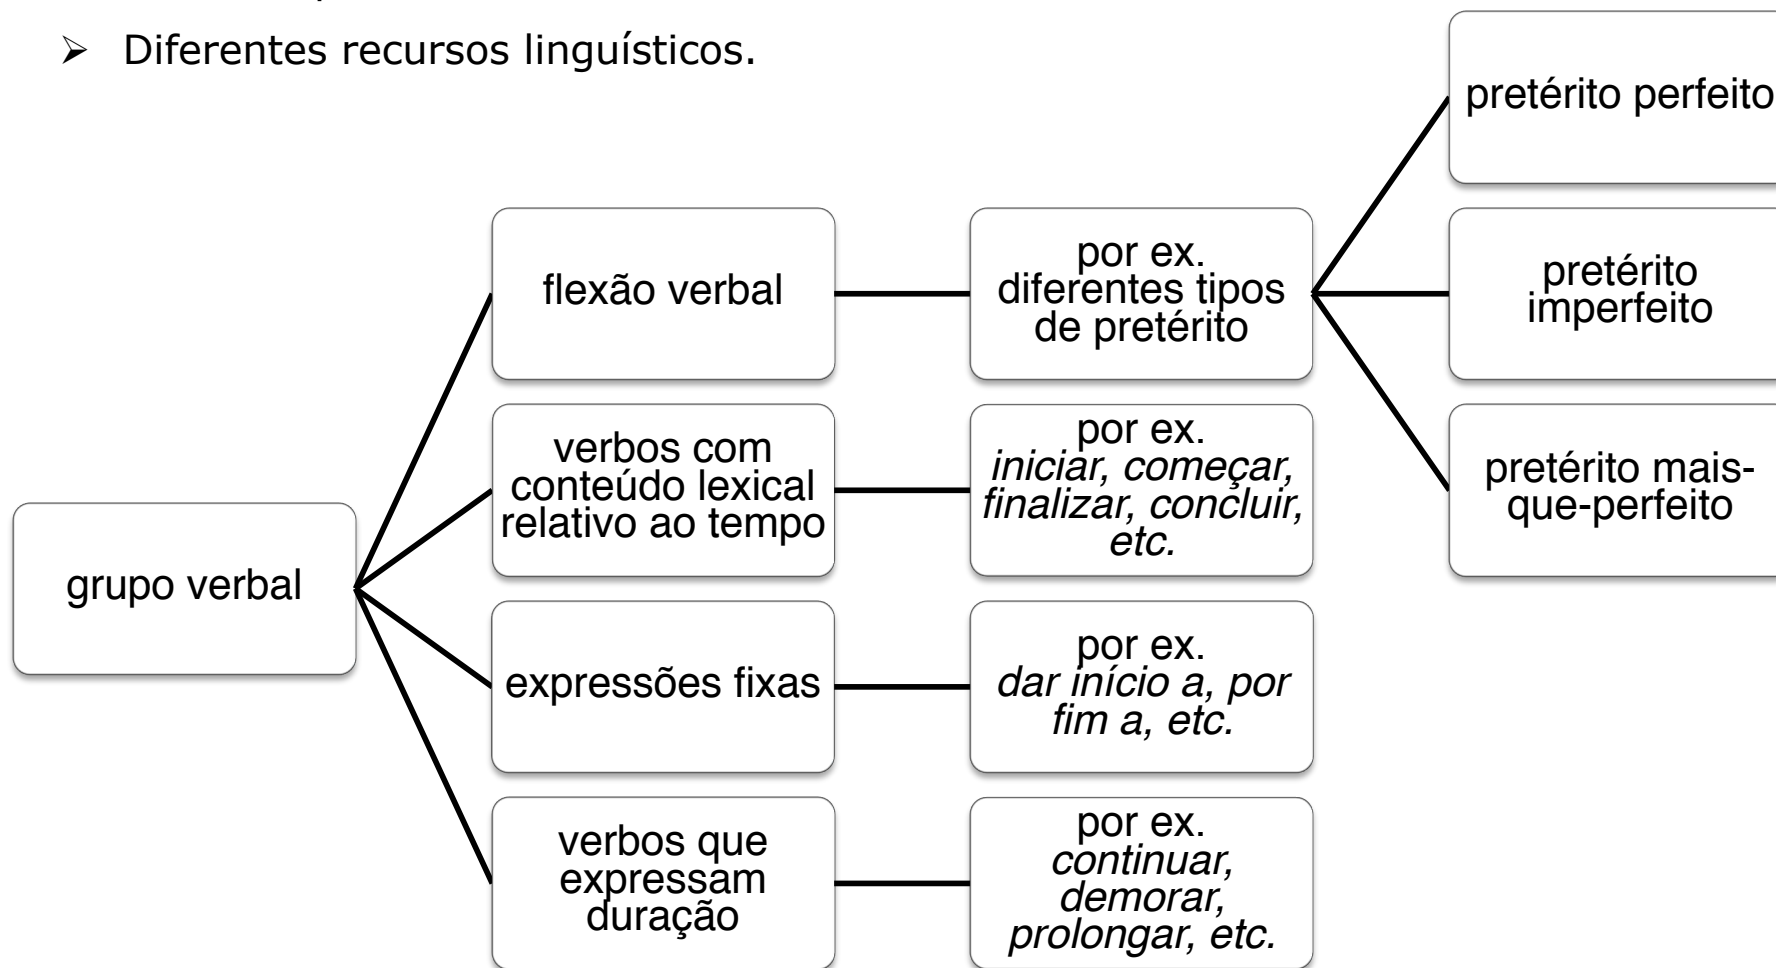 ➢ Diferentes recursos linguísticos.
pretérito perfeito
flexão verbal
por ex.
diferentes tipos
de pretérito
pretérito
imperfeito
verbos com
conteúdo lexical
relativo ao tempo
por ex.
iniciar, começar,
finalizar, concluir,
etc.
pretérito mais-
que-perfeito
grupo verbal
expressões fixas
por ex.
dar início a, por
fim a, etc.
verbos que
expressam
duração
por ex.
continuar,
demorar,
prolongar, etc.